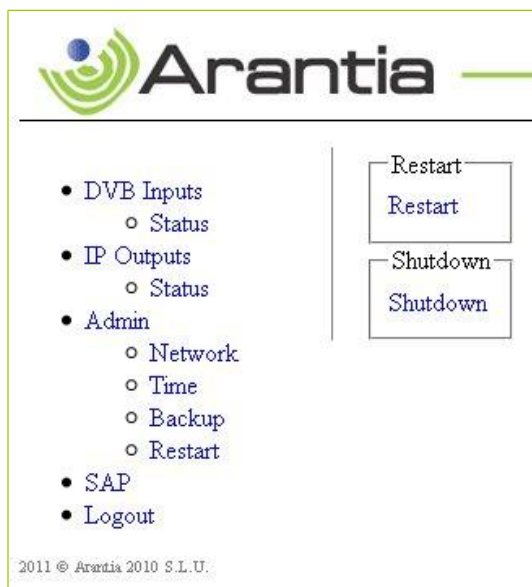 Arantia
DVB Inputs
Status
IP Outputs
Status
Admin
Network
Time
Backup
Restart
SAP
Logout
Restart
Restart
Shutdown
Shutdown
2011 © Arantia 2010 S.L.U.